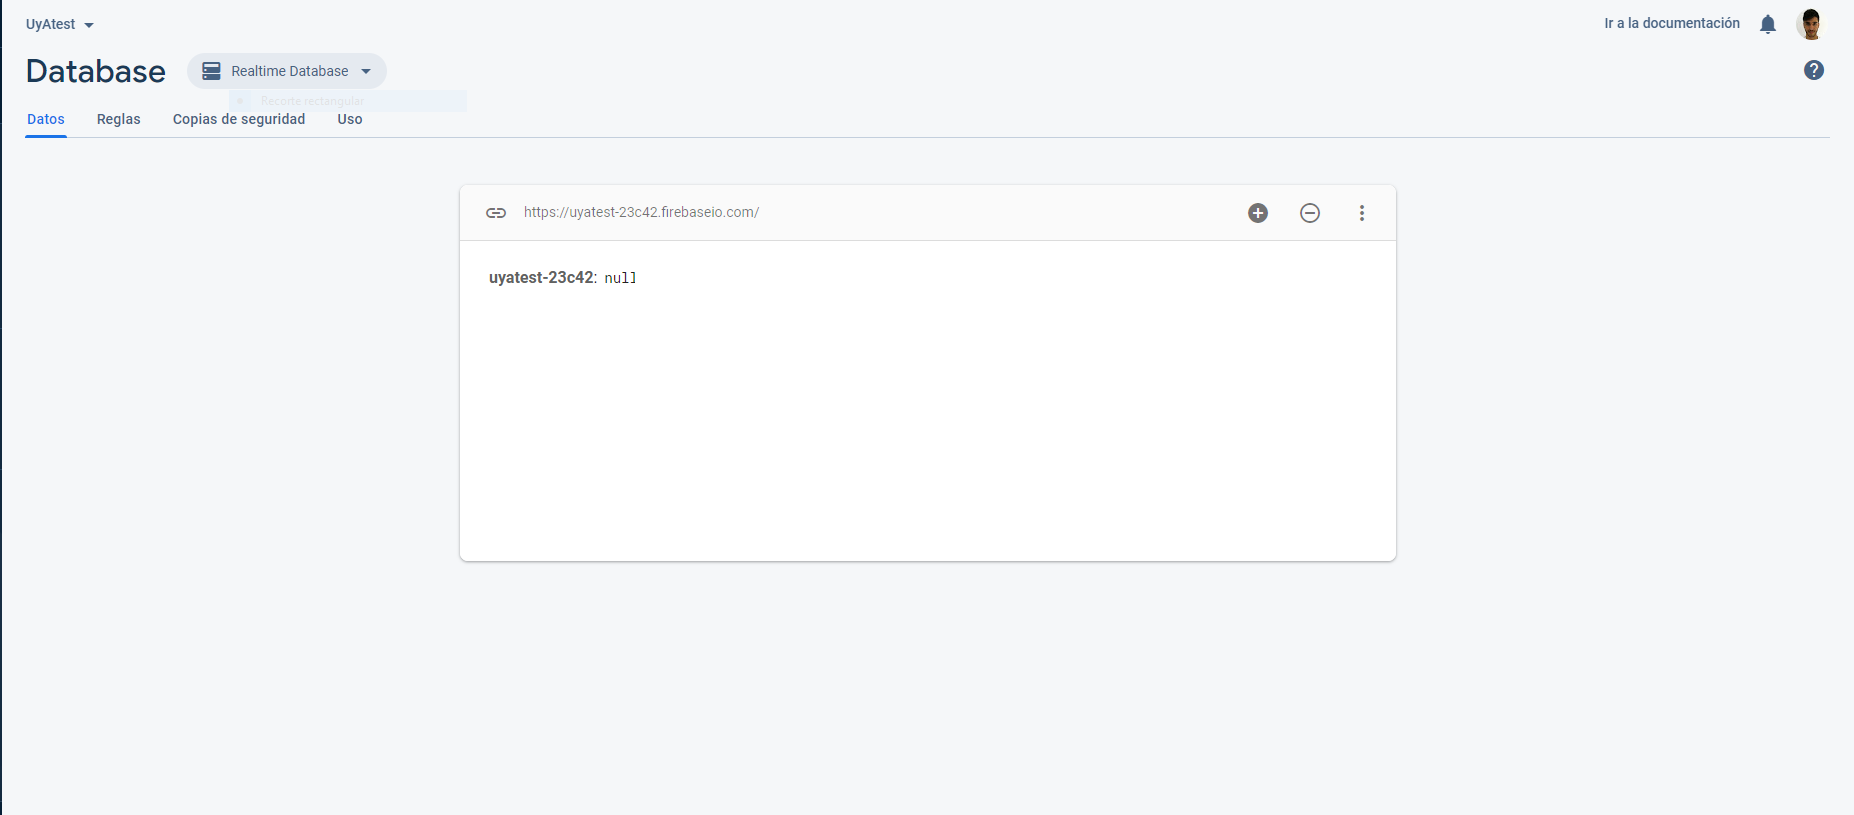 UyAtest
Ir a la documentación
Database
Realtime Database
Recorte rectangular
Datos
Reglas
Copias de seguridad
Uso
https://uyatest-23c42.firebaseio.com/
uyatest-23c42: null